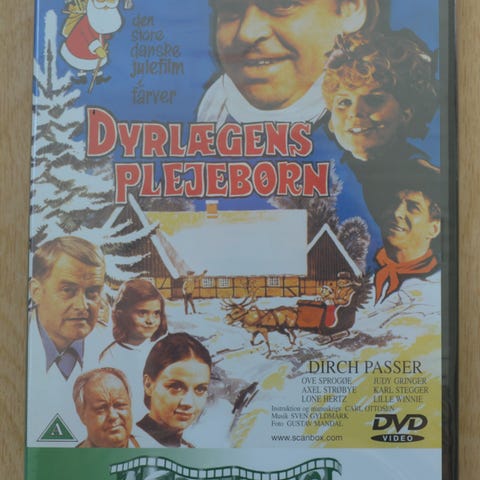 den
store
danske
julefilm
i
farver
DYRLÆGENS
PLEJEBØRN
DIRCH PASSER
OVE SPROGØE JUDY GRINGER
AXEL STRØBYE KARL STEGGER
LONE HERTZ LILLE WINNIE
Instruktion og manuskript: CARL OTTOSEN
Musik SVEN GYLDMARK
Foto GUSTAV MANDAL
www.scanbox.com
A
DVD
VIDEO